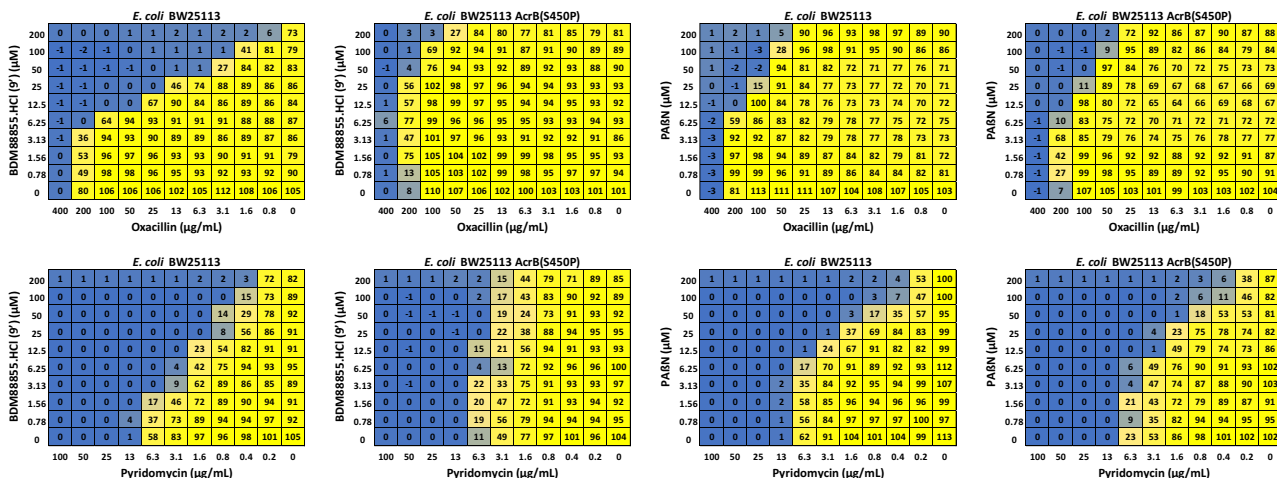 E. coli BW25113
BDM88855.HCl (9′) (µM)
200 0 0 0 1 1 2 1 2 2 6 73
100 -1 -2 -1 0 1 1 1 1 41 81 79
50 -1 -1 -1 0 0 1 1 27 84 82 83
25 -1 -1 0 0 0 46 74 88 89 86 86
12.5 -1 -1 0 0 67 90 84 86 89 86 84
6.25 -1 0 64 94 93 91 91 91 88 88 87
3.13 -1 36 94 93 90 89 89 86 89 87 86
1.56 0 53 96 97 96 93 93 90 91 91 79
0.78 0 49 98 98 96 95 93 93 92 90 89
0 0 80 106 106 106 102 105 112 106 106 105
400 200 100 50 25 13 6.3 3.1 1.6 0.8 0
Oxacillin (µg/mL)
E. coli BW25113 AcrB(S450P)
BDM88855.HCl (9′) (µM)
0 3 3 27 84 80 77 81 85 79 81
0 1 69 92 94 91 87 91 90 89 89
-1 4 76 94 93 92 89 92 93 88 90
0 56 102 98 97 96 94 94 94 93 89
1 57 98 99 97 95 94 94 95 93 92
6 77 99 96 96 95 95 94 94 93 93
1 47 101 97 96 96 94 93 94 93 92
0 75 105 104 102 99 99 98 95 95 93
1 13 105 102 102 99 98 95 97 97 94
0 8 110 107 106 102 100 106 103 101 101
400 200 100 50 25 13 6.3 3.1 1.6 0.8 0
Oxacillin (µg/mL)
E. coli BW25113
PAßN (µM)
200 1 2 1 5 90 96 93 98 97 89 90
100 1 -1 -3 28 96 98 91 95 90 86 86
50 1 -2 -2 94 81 82 72 71 77 76 71
25 0 -1 15 91 84 77 73 77 72 76 72
12.5 -1 0 100 84 78 76 73 73 74 70 72
6.25 -2 59 86 83 82 79 78 77 75 72 75
3.13 -3 92 92 87 82 79 78 77 78 73 73
1.56 -3 97 98 94 89 87 84 82 79 81 72
0.78 -3 99 99 96 91 89 86 84 84 82 81
0 -3 81 113 111 111 104 108 107 105 105 103
400 200 100 50 25 13 6.3 3.1 1.6 0.8 0
Oxacillin (µg/mL)
E. coli BW25113 AcrB(S450P)
PAßN (µM)
200 0 0 0 2 72 92 86 87 90 87 88
100 0 -1 -1 9 95 89 82 86 84 79 84
50 0 -1 0 97 84 76 70 72 75 73 73
25 0 0 11 89 78 71 68 68 67 66 69
12.5 0 0 98 80 72 65 64 66 69 68 67
6.25 -1 10 83 75 72 70 71 72 71 72 72
3.13 -1 68 85 79 76 74 75 76 78 77 77
1.56 -1 42 99 96 92 92 88 92 92 91 87
0.78 -1 27 99 98 95 89 89 92 95 90 91
0 -1 7 107 105 103 101 99 103 103 102 104
400 200 100 50 25 13 6.3 3.1 1.6 0.8 0
Oxacillin (µg/mL)
E. coli BW25113
BDM88855.HCl (9′) (µM)
200 1 1 1 1 1 1 2 2 3 72 82
100 0 0 0 0 0 0 0 0 15 73 89
50 0 0 0 0 0 0 0 14 29 78 92
25 0 0 0 0 0 0 0 8 56 86 91
12.5 0 0 0 0 0 0 23 54 82 91 91
6.25 0 0 0 0 0 4 42 75 94 93 95
3.13 0 0 0 0 0 9 62 89 86 85 89
1.56 0 0 0 0 17 46 72 89 90 94 91
0.78 0 0 0 4 37 73 89 94 94 97 92
0 0 0 0 1 58 83 97 96 98 101 105
100 50 25 13 6.3 3.1 1.6 0.8 0.4 0.2 0
Pyridomycin (µg/mL)
E. coli BW25113 AcrB(S450P)
BDM88855.HCl (9′) (µM)
200 1 1 1 2 2 15 44 79 71 89 85
100 0 -1 0 0 2 17 43 83 90 92 89
50 0 -1 -1 -1 0 19 24 73 91 93 92
25 0 0 0 -1 0 22 38 88 94 95 95
12.5 0 -1 0 0 15 21 56 94 91 93 93
6.25 0 0 0 0 4 13 72 92 96 96 100
3.13 0 -1 0 0 22 33 75 91 93 93 97
1.56 0 0 0 0 20 47 71 93 94 92 94
0.78 0 0 0 0 19 56 79 94 94 94 95
0 0 0 0 0 11 49 77 97 101 96 104
100 50 25 13 6.3 3.1 1.6 0.8 0.4 0.2 0
Pyridomycin (µg/mL)
E. coli BW25113
PAßN (µM)
200 1 1 1 1 1 1 2 2 4 53 100
100 0 0 0 0 0 0 0 3 7 47 100
50 0 0 0 0 0 0 3 17 35 57 95
25 0 0 0 0 0 1 37 69 84 83 99
12.5 0 0 0 0 1 24 67 91 82 82 99
6.25 0 0 0 0 17 70 91 89 92 93 112
3.13 0 0 0 2 35 84 92 95 94 99 107
1.56 0 0 0 2 58 85 96 94 96 96 99
0.78 0 0 0 1 56 84 97 97 97 100 97
0 0 0 0 1 62 91 104 101 104 99 113
100 50 25 13 6.3 3.1 1.6 0.8 0.4 0.2 0
Pyridomycin (µg/mL)
E. coli BW25113 AcrB(S450P)
PAßN (µM)
200 1 1 1 1 1 1 2 3 6 38 87
100 0 0 0 0 0 0 2 6 11 46 82
50 0 0 0 0 0 0 1 18 53 53 81
25 0 0 0 0 0 4 23 75 78 74 82
12.5 0 0 0 0 0 1 49 79 74 73 86
6.25 0 0 0 0 6 49 76 90 91 93 102
3.13 0 0 0 0 4 47 74 87 88 90 103
1.56 0 0 0 0 21 43 72 79 89 87 91
0.78 0 0 0 0 9 35 82 94 94 95 95
0 0 0 0 0 23 53 86 98 101 102 102
100 50 25 13 6.3 3.1 1.6 0.8 0.4 0.2 0
Pyridomycin (µg/mL)